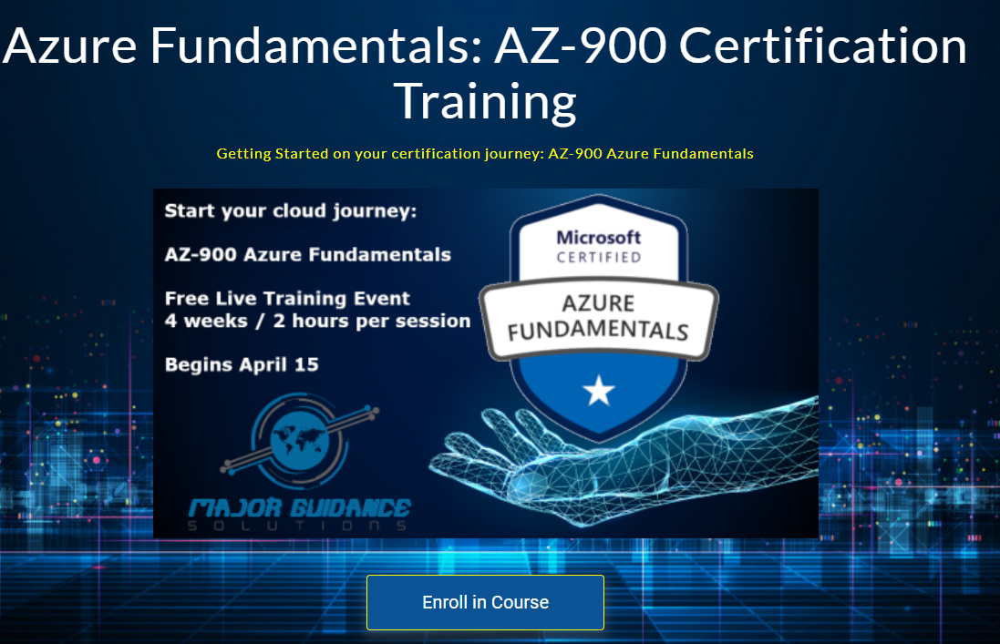 Azure Fundamentals: AZ-900 Certification
Training
Getting Started on your certification journey: AZ-900 Azure Fundamentals
Start your cloud journey:
AZ-900 Azure Fundamentals
Free Live Training Event
4 weeks / 2 hours per session
Begins April 15
Microsoft
CERTIFIED
AZURE
FUNDAMENTALS
MAJOR GUIDANCE
SOLUTIONS
Enroll in Course